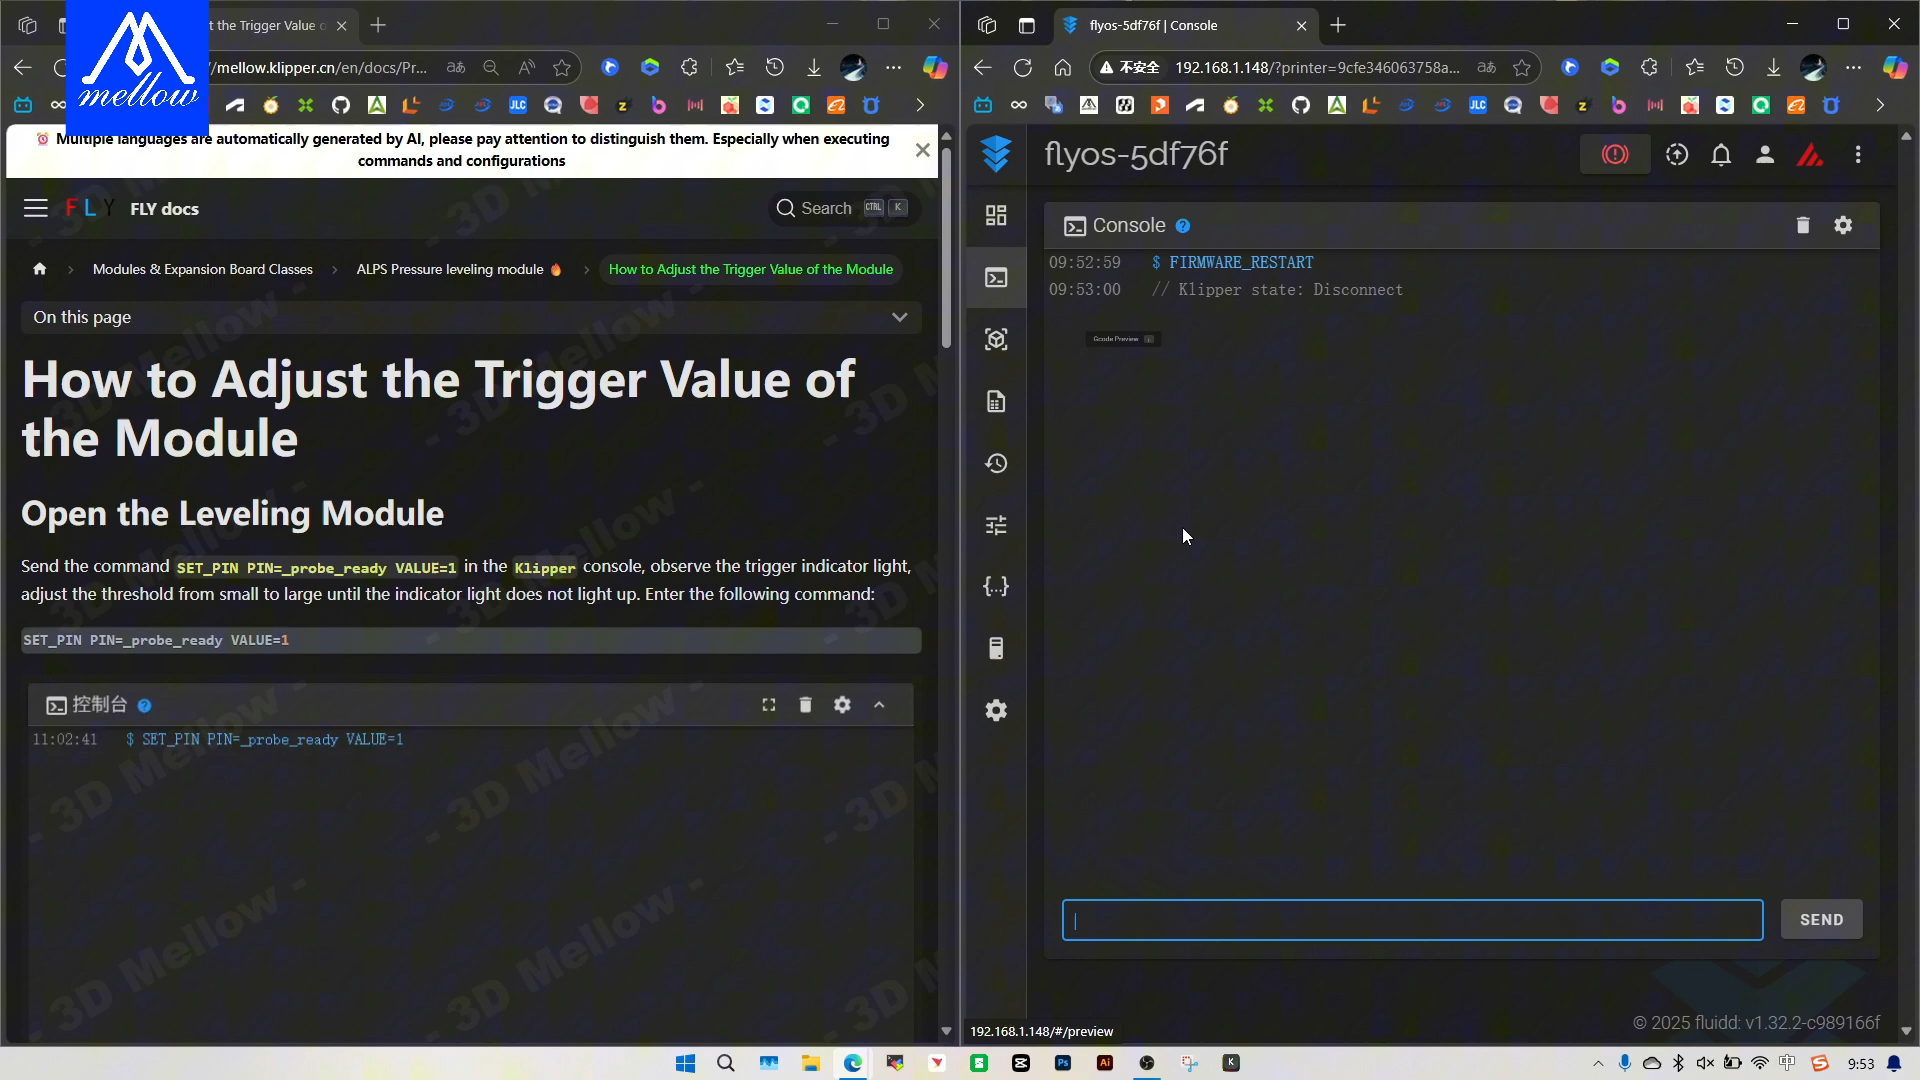 t the Trigger Value o
mellow
//mellow.klipper.cn/en/docs/Pr...
Multiple languages are automatically generated by AI, please pay attention to distinguish them. Especially when executing
commands and configurations
FLY FLY docs
Search CTRL K
Modules & Expansion Board Classes
ALPS Pressure leveling module
How to Adjust the Trigger Value of the Module
On this page
How to Adjust the Trigger Value of
the Module
Open the Leveling Module
Send the command SET_PIN PIN=_probe_ready VALUE=1 in the Klipper console, observe the trigger indicator light,
adjust the threshold from small to large until the indicator light does not light up. Enter the following command:
SET_PIN PIN=_probe_ready VALUE=1
控制台
11:02:41 $ SET_PIN PIN=_probe_ready VALUE=1
flyos-5df76f | Console
不安全 192.168.1.148/?printer=9cfe346063758a...
flyos-5df76f
Console
09:52:59 $ FIRMWARE_RESTART
09:53:00 // Klipper state: Disconnect
Gcode Preview
SEND
© 2025 fluidd: v1.32.2-c989166f
192.168.1.148/#/preview
中
9:53
- 3D Mellow -